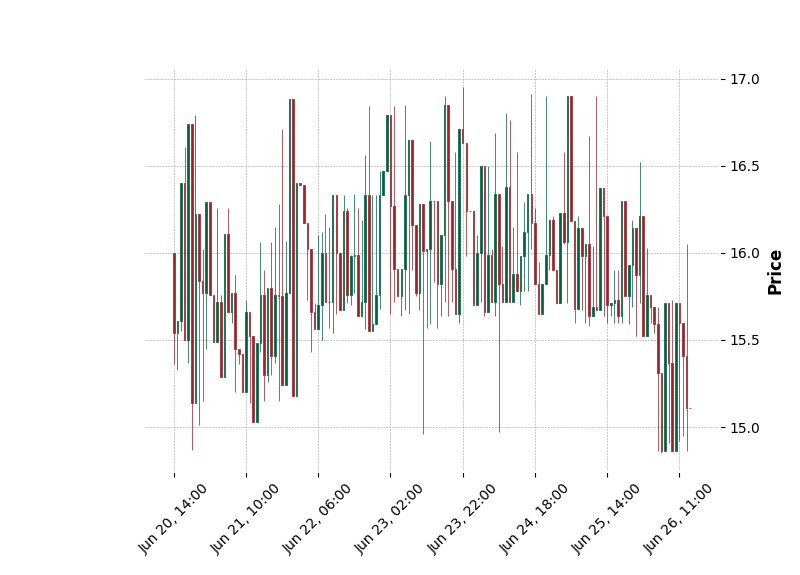 17.0
16.5
16.0
15.5
15.0
Price
Jun 20, 14:00
Jun 21, 10:00
Jun 22, 06:00
Jun 23, 02:00
Jun 23, 22:00
Jun 24, 18:00
Jun 25, 14:00
Jun 26, 11:00